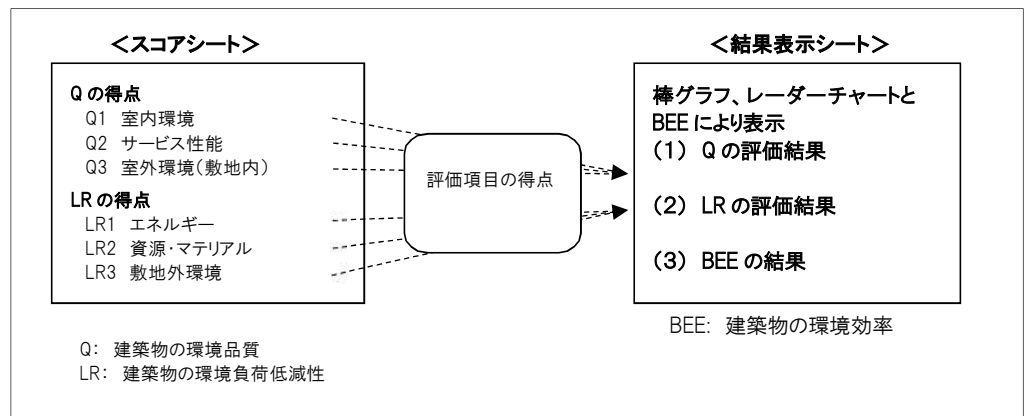 ＜スコアシート＞
Q の得点
Q1 室内環境
Q2 サービス性能
Q3 室外環境（敷地内）
LR の得点
LR1 エネルギー
LR2 資源・マテリアル
LR3 敷地外環境
Q： 建築物の環境品質
LR： 建築物の環境負荷低減性
評価項目の得点
＜結果表示シート＞
棒グラフ、レーダーチャートと
BEE により表示
（1） Q の評価結果
（2） LR の評価結果
（3） BEE の結果
BEE: 建築物の環境効率